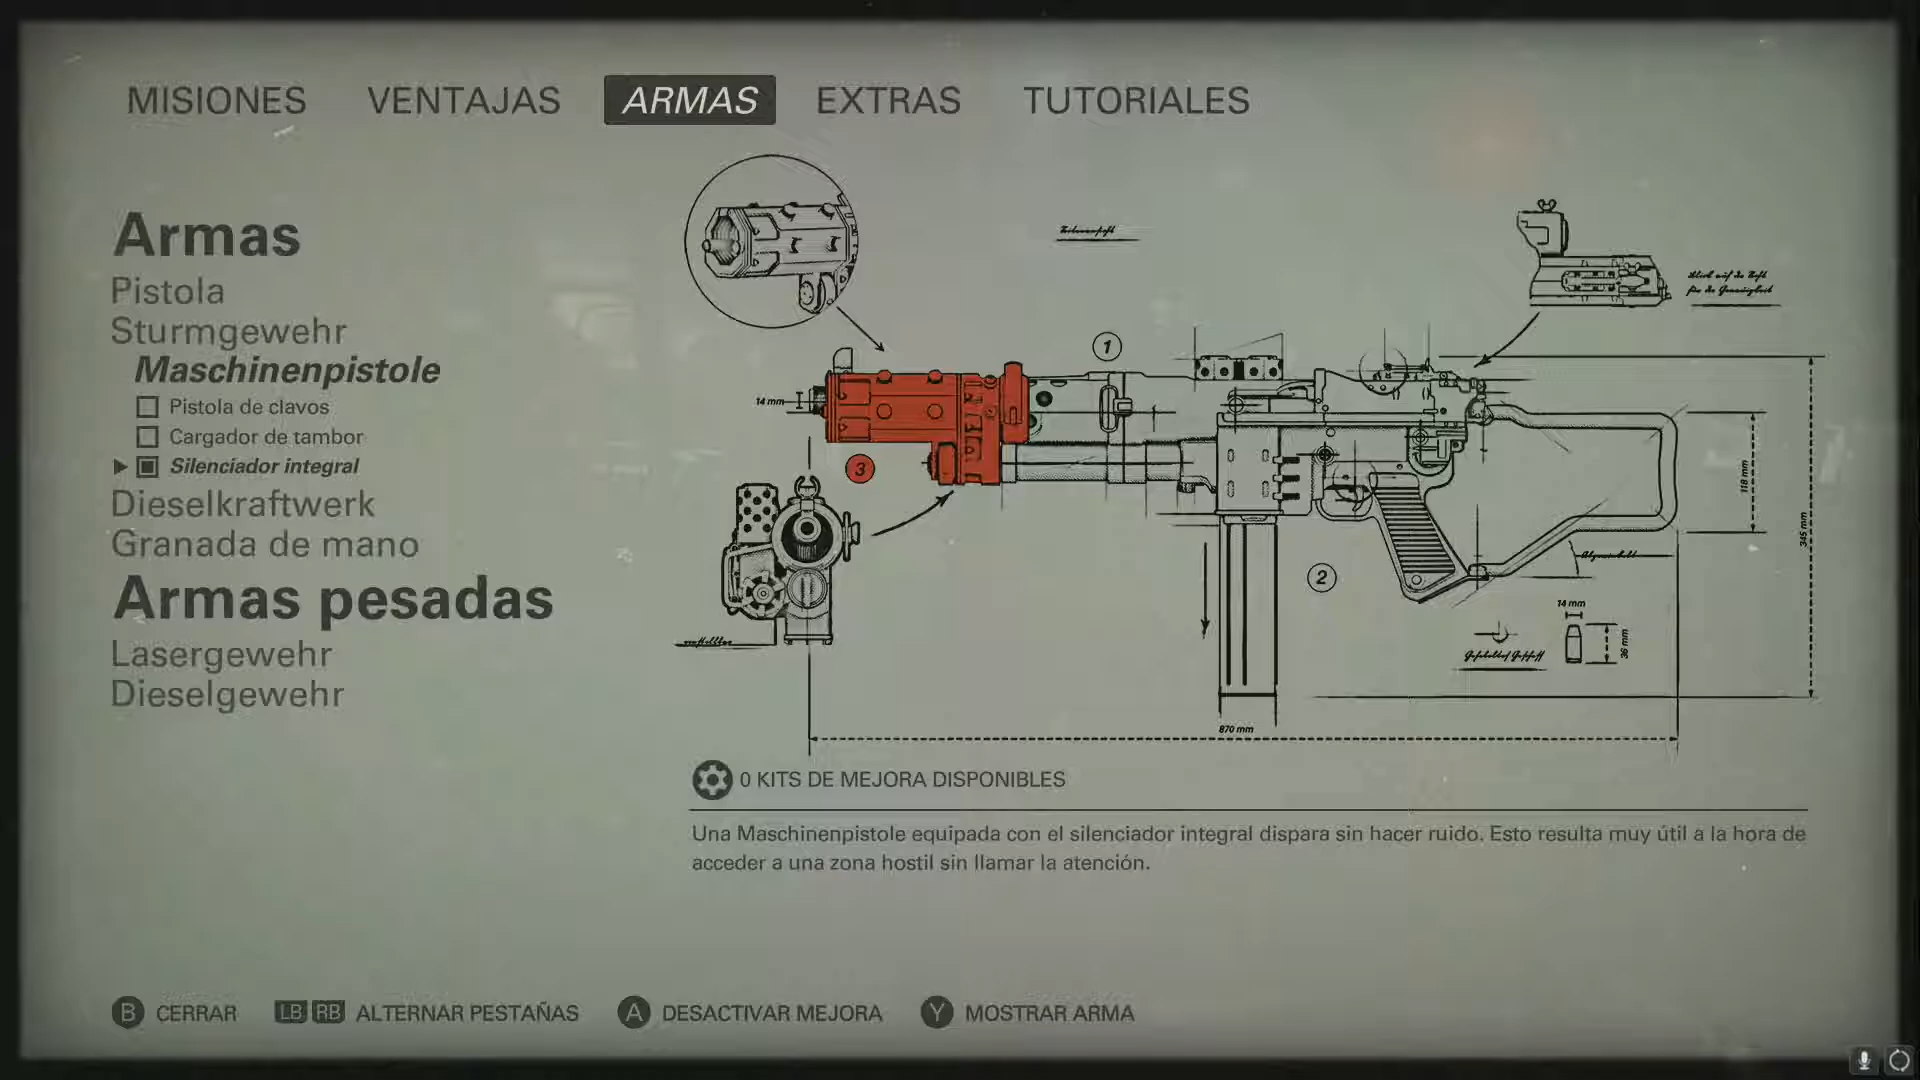 MISIONES VENTAJAS ARMAS EXTRAS TUTORIALES
Armas
Pistola
Sturmgewehr
Maschinenpistole
Pistola de clavos
Cargador de tambor
Silenciador integral
Dieselkraftwerk
Granada de mano
Armas pesadas
Lasergewehr
Dieselgewehr
1
14 mm
3
118 mm
345 mm
2
14 mm
36 mm
870 mm
0 KITS DE MEJORA DISPONIBLES
Una Maschinenpistole equipada con el silenciador integral dispara sin hacer ruido. Esto resulta muy útil a la hora de
acceder a una zona hostil sin llamar la atención.
B CERRAR LB RB ALTERNAR PESTAÑAS A DESACTIVAR MEJORA Y MOSTRAR ARMA